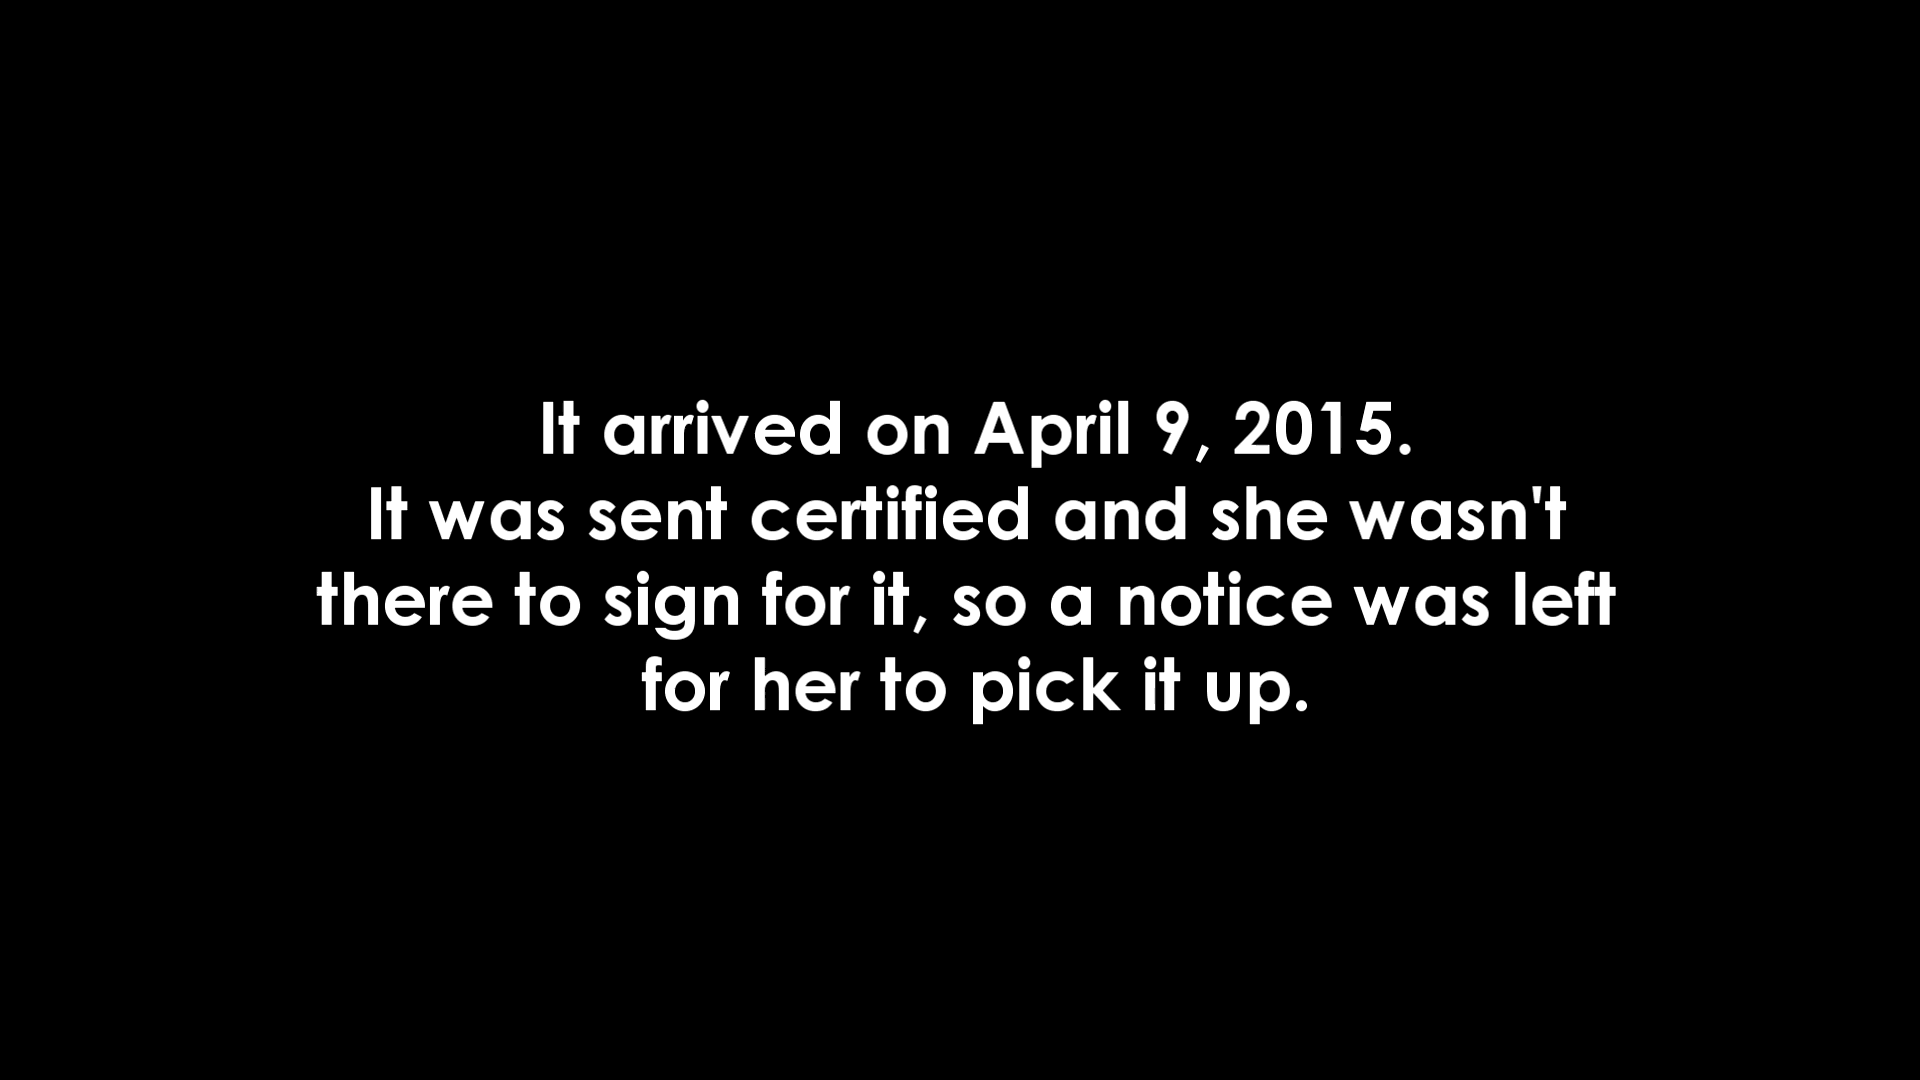 It arrived on April 9, 2015.
It was sent certified and she wasn't
there to sign for it, so a notice was left
for her to pick it up.